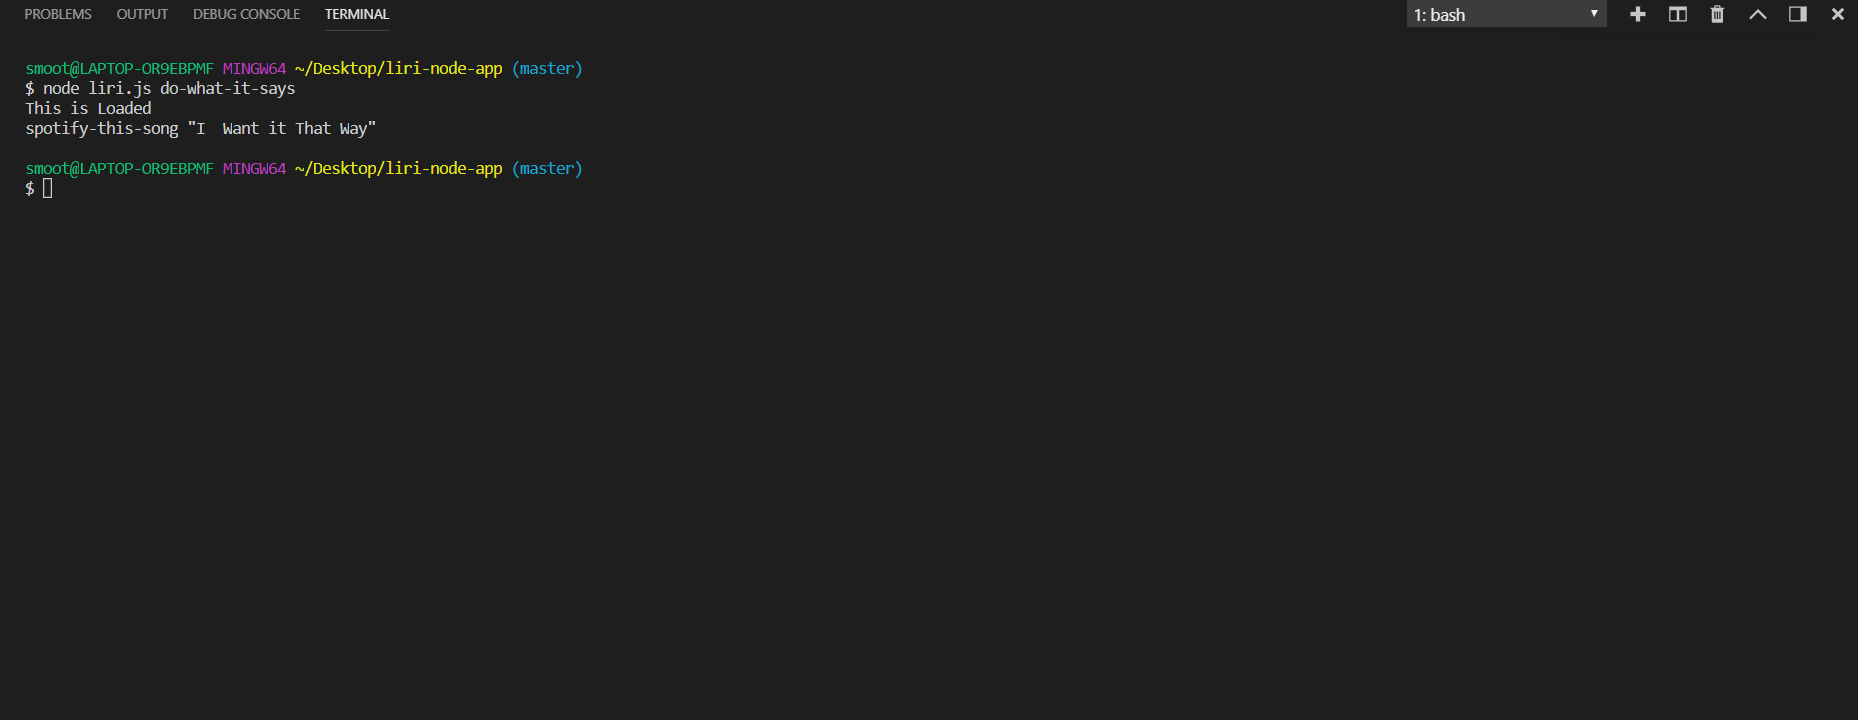 PROBLEMS OUTPUT DEBUG CONSOLE TERMINAL 1: bash
smoot@LAPTOP-OR9EBPMF MINGW64 ~/Desktop/liri-node-app (master)
$ node liri.js do-what-it-says
This is Loaded
spotify-this-song "I  Want it That Way"
smoot@LAPTOP-OR9EBPMF MINGW64 ~/Desktop/liri-node-app (master)
$